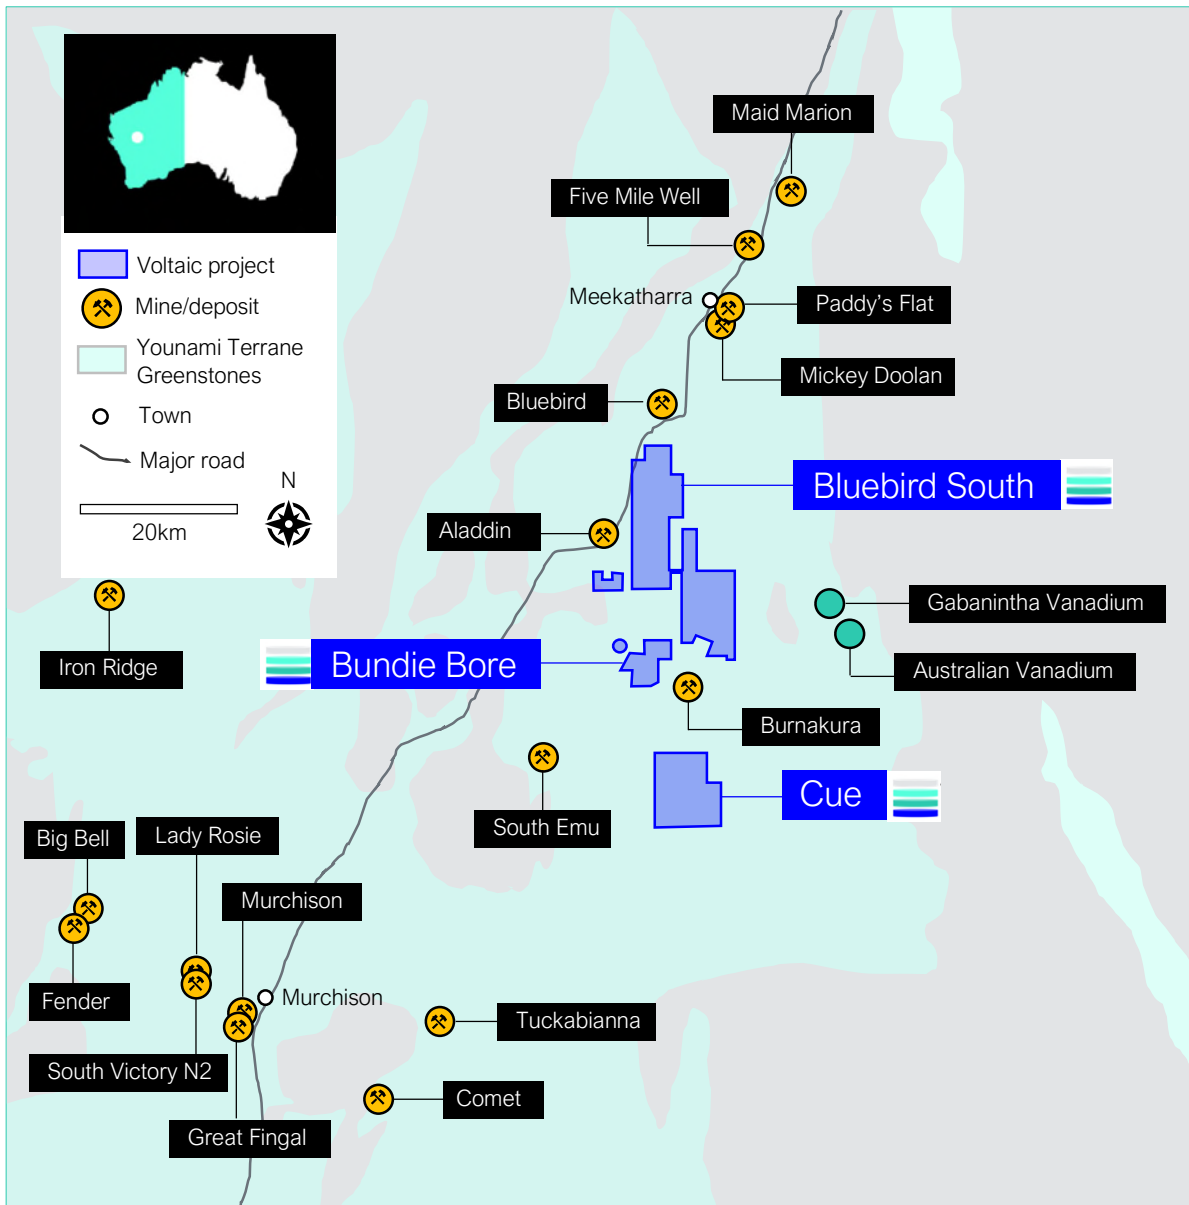 Maid Marion
Five Mile Well
Voltaic project
Meekatharra
Paddy's Flat
Mine/deposit
Younami Terrane
Greenstones
Mickey Doolan
Bluebird
Town
Major road
N
Bluebird South
20km
Aladdin
Gabanintha Vanadium
Iron Ridge
Bundie Bore
Australian Vanadium
Burnakura
Cue
South Emu
Big Bell
Lady Rosie
Murchison
Fender
Murchison
Tuckabianna
South Victory N2
Comet
Great Fingal